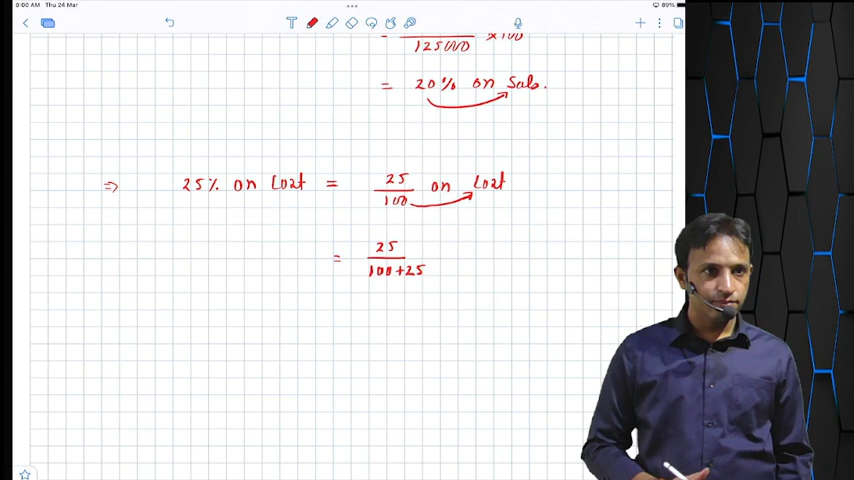 9:00 AM Thu 24 Mar
80%
T
= 125000 ×100
= 20% on Sales.
⇒ 25% on Cost = 25/100 on Cost
= 25/100+25